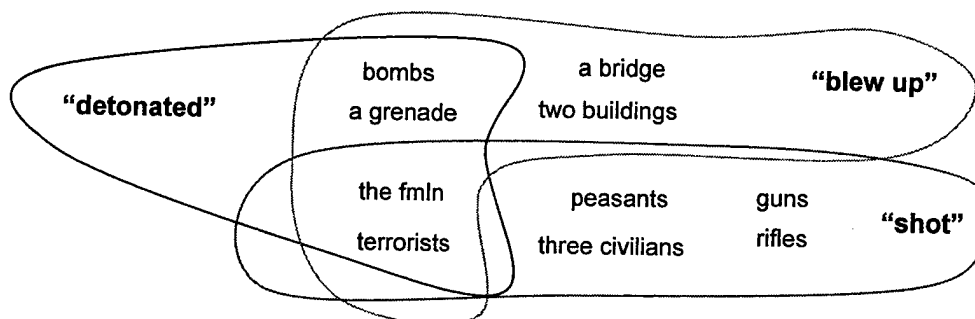 bombs a bridge
"detonated" a grenade two buildings "blew up"
the fmln peasants guns
terrorists three civilians rifles "shot"